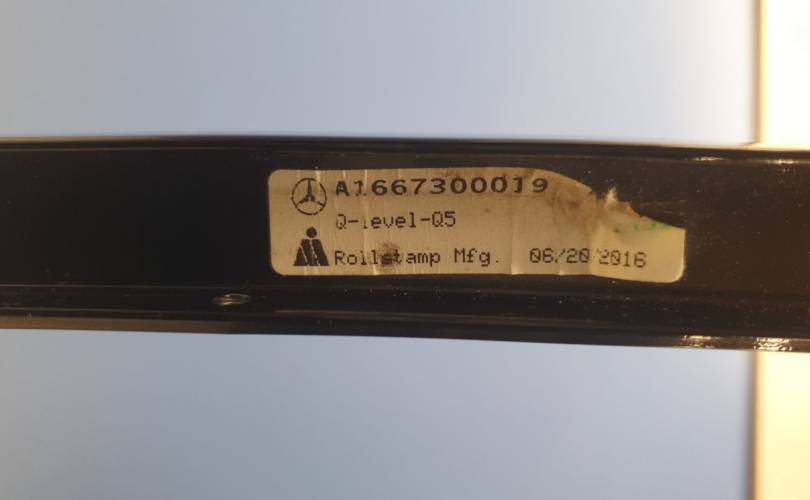 A1667300019
Q-level-Q5
Rollstamp Mfg. 06/20/2016